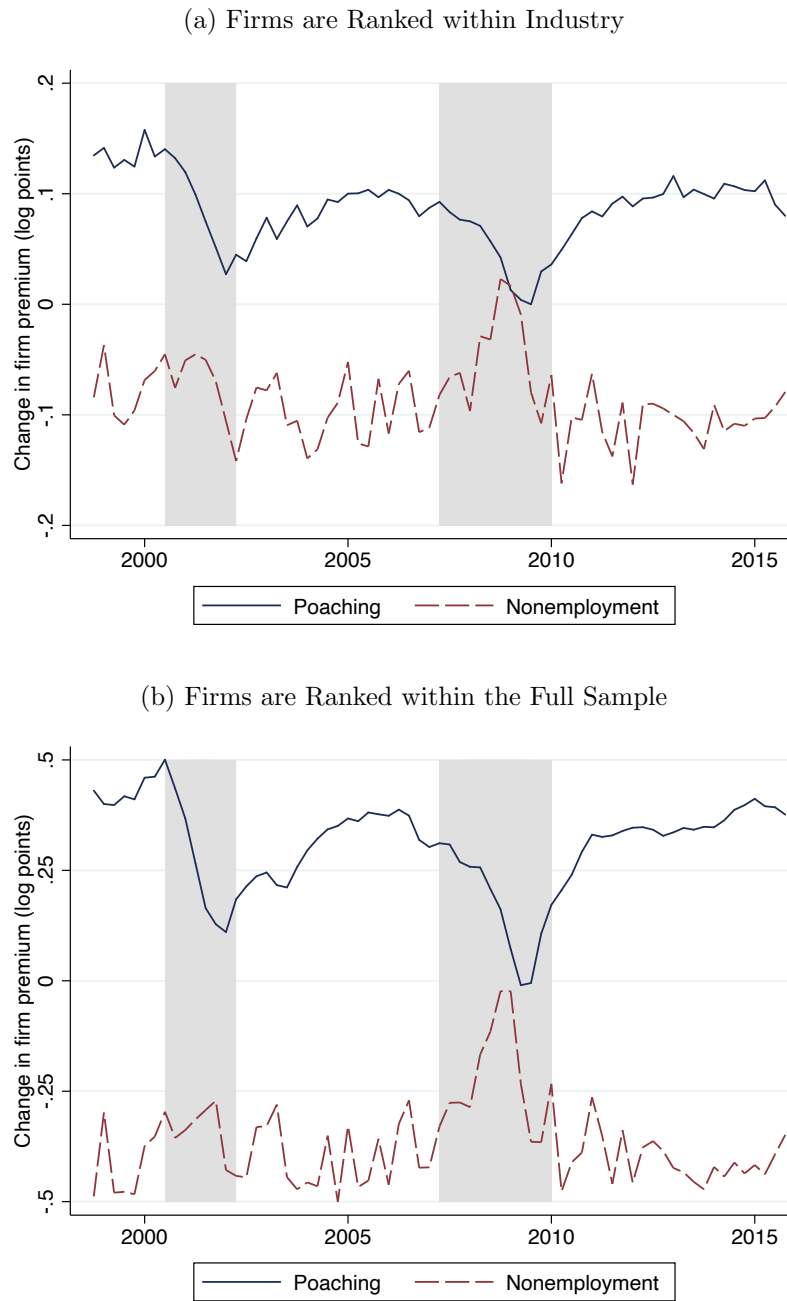 (a) Firms are Ranked within Industry
Change in firm premium (log points)
.2
.1
0
-.1
-.2
2000 2005 2010 2015
Poaching Nonemployment
(b) Firms are Ranked within the Full Sample
Change in firm premium (log points)
.5
.25
0
-.25
-.5
2000 2005 2010 2015
Poaching Nonemployment